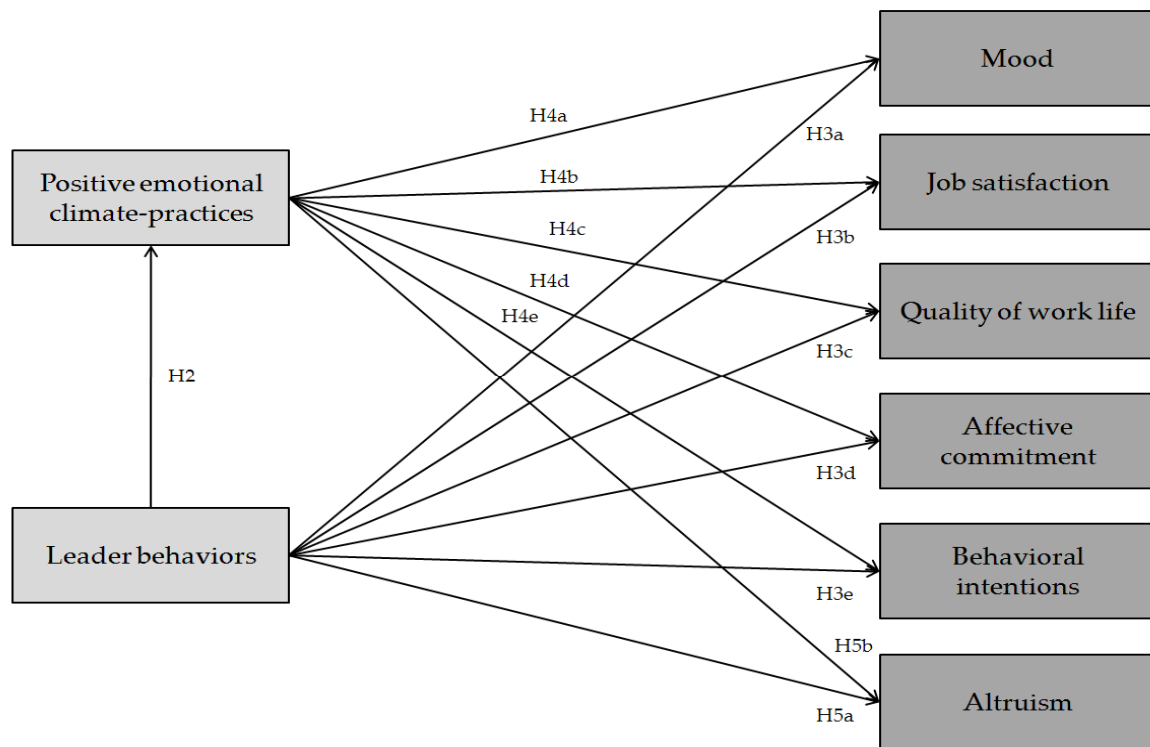 Mood
H4a
H3a
Positive emotional
climate-practices
H4b
Job satisfaction
H4c
H3b
H4d
Quality of work life
H4e
H3c
H2
Affective
commitment
H3d
Leader behaviors
Behavioral
intentions
H3e
H5b
Altruism
H5a